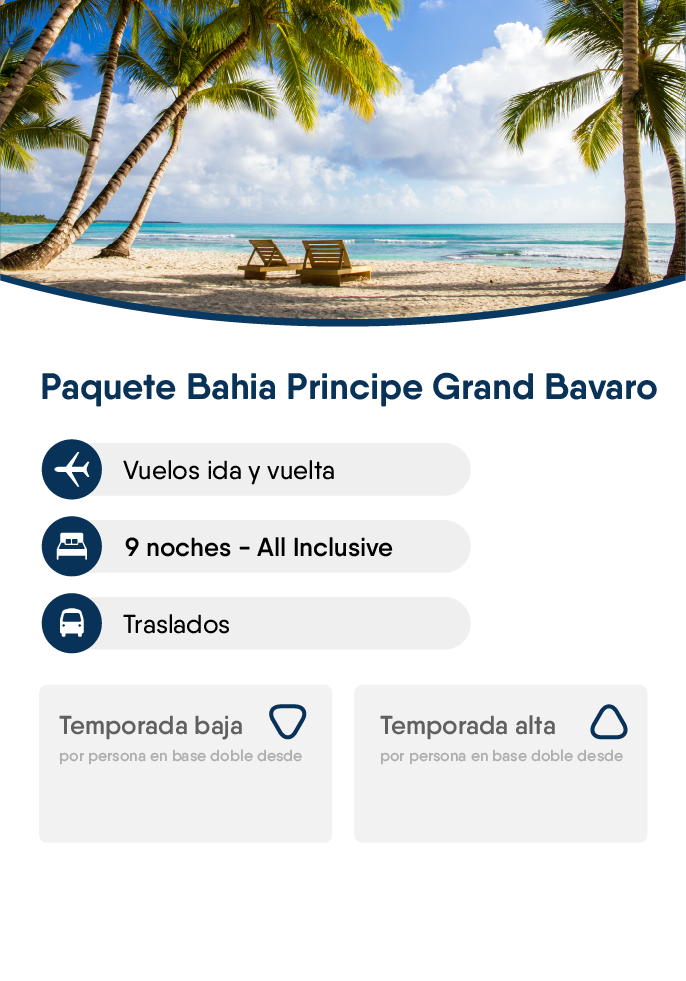 Paquete Bahia Principe Grand Bavaro
Vuelos ida y vuelta
9 noches - All Inclusive
Traslados
Temporada baja
por persona en base doble desde
Temporada alta
por persona en base doble desde